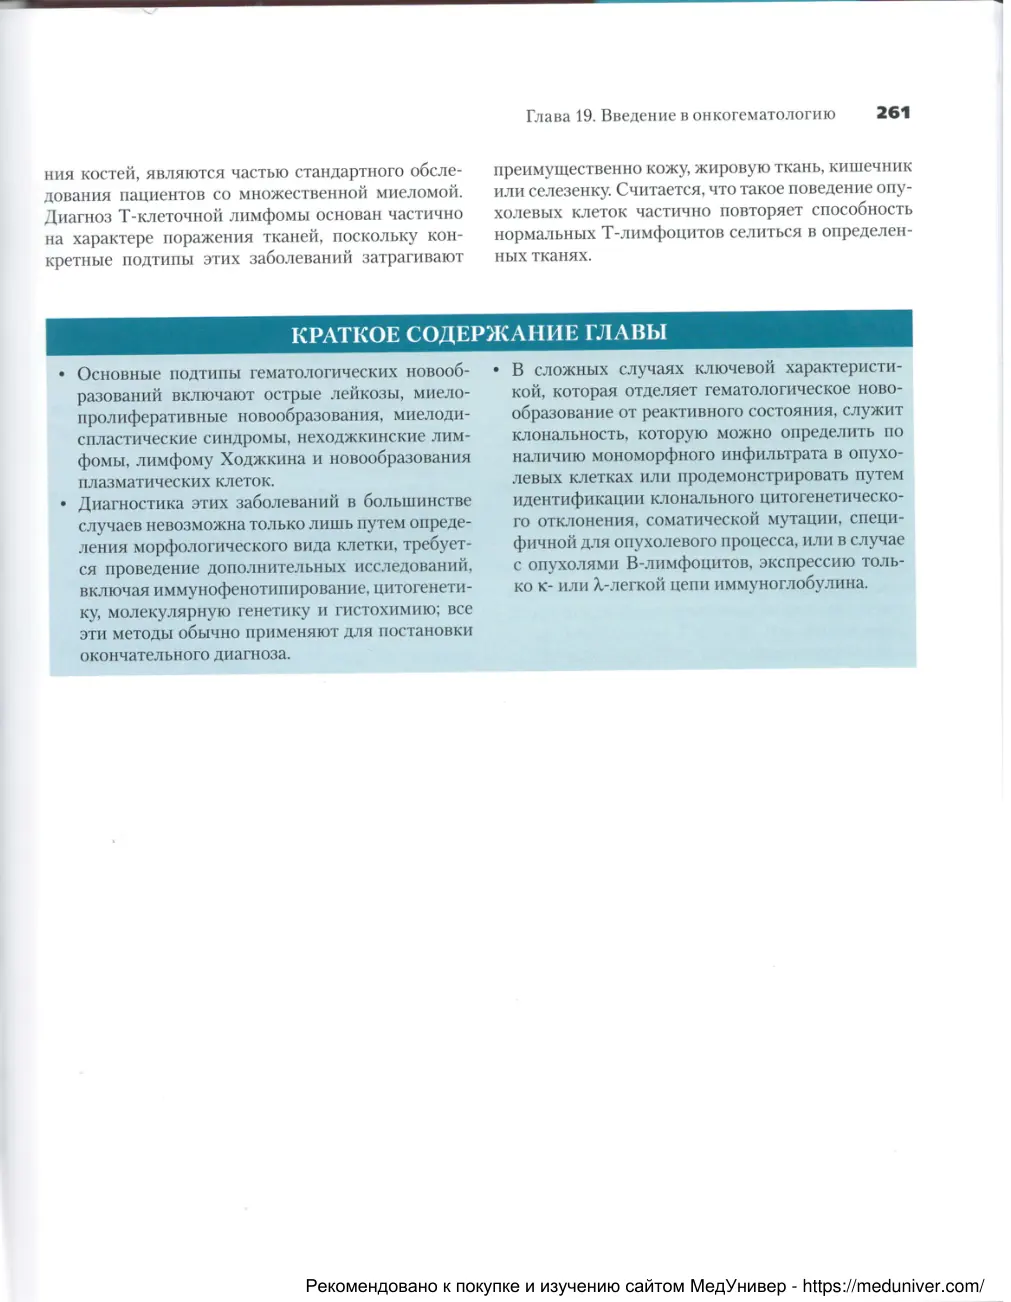 Глава 19. Введение в онкогематологию 261
ния костей, являются частью стандартного обсле-
дования пациентов со множественной миеломой.
Диагноз Т-клеточной лимфомы основан частично
на характере поражения тканей, поскольку кон-
кретные подтипы этих заболеваний затрагивают
преимущественно кожу, жировую ткань, кишечник
или селезенку. Считается, что такое поведение опу-
холевых клеток частично повторяет способность
нормальных Т-лимфоцитов селиться в определен-
ных тканях.
КРАТКОЕ СОДЕРЖАНИЕ ГЛАВЫ
• Основные подтипы гематологических новооб-
разований включают острые лейкозы, миело-
пролиферативные новообразования, миелоди-
спластические синдромы, неходжкинские лим-
фомы, лимфому Ходжкина и новообразования
плазматических клеток.
• Диагностика этих заболеваний в большинстве
случаев невозможна только лишь путем опреде-
ления морфологического вида клетки, требует-
ся проведение дополнительных исследований,
включая иммунофенотипирование, цитогенети-
ку, молекулярную генетику и гистохимию; все
эти методы обычно применяют для постановки
окончательного диагноза.
• В сложных случаях ключевой характеристи-
кой, которая отделяет гематологическое ново-
образование от реактивного состояния, служит
клональность, которую можно определить по
наличию мономорфного инфильтрата в опухо-
левых клетках или продемонстрировать путем
идентификации клонального цитогенетическо-
го отклонения, соматической мутации, специ-
фичной для опухолевого процесса, или в случае
с опухолями В-лимфоцитов, экспрессию толь-
ко κ- или λ-легкой цепи иммуноглобулина.
Рекомендовано к покупке и изучению сайтом МедУнивер - https://meduniver.com/